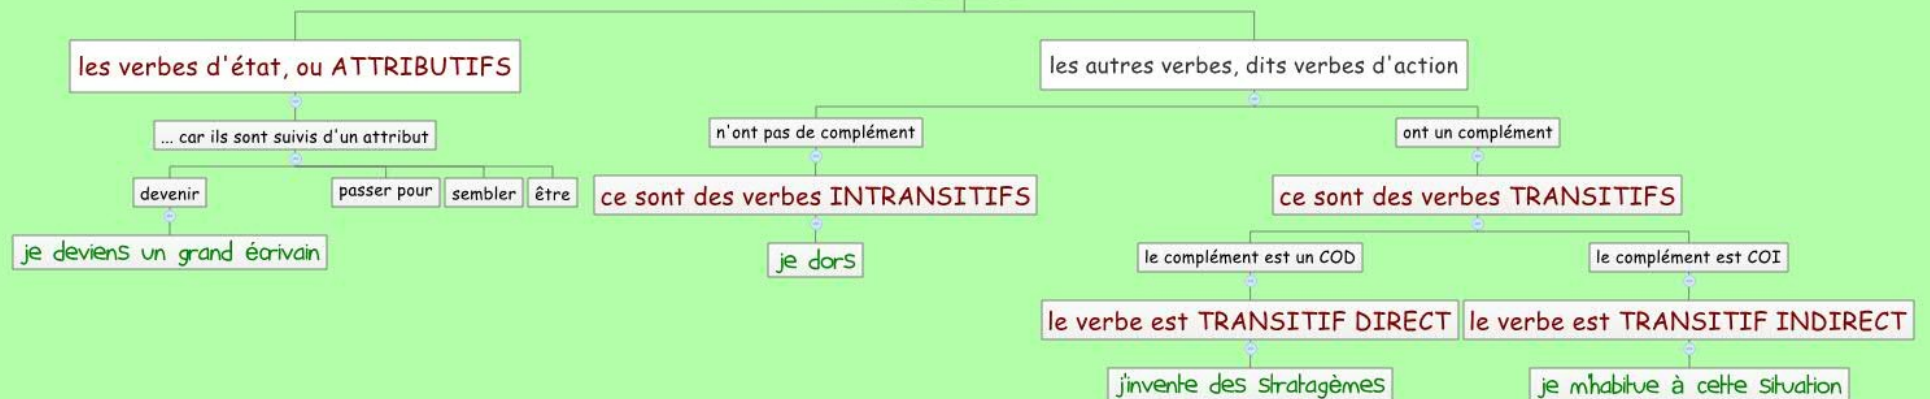 les verbes d'état, ou ATTRIBUTIFS
... car ils sont suivis d'un attribut
devenir
je deviens un grand écrivain
passer pour
sembler
être
les autres verbes, dits verbes d'action
n'ont pas de complément
ce sont des verbes INTRANSITIFS
je dors
ont un complément
ce sont des verbes TRANSITIFS
le complément est un COD
le verbe est TRANSITIF DIRECT
j'invente des stratagèmes
le complément est COI
le verbe est TRANSITIF INDIRECT
je m'habitue à cette situation